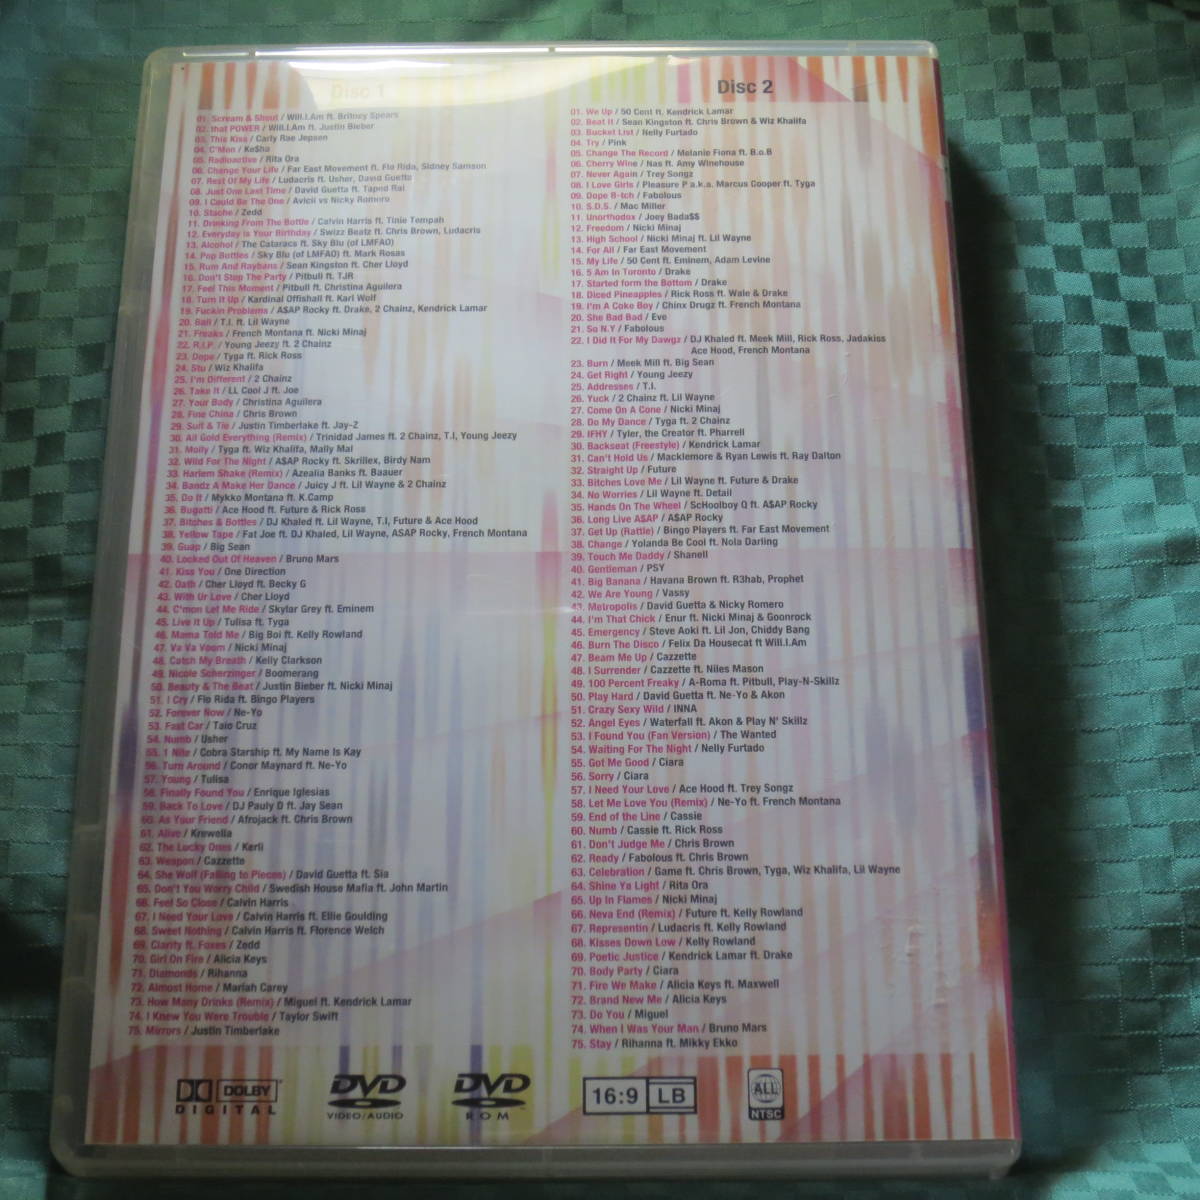 Disc 1
01. Scream & Shout / Will.I.Am ft. Britney Spears
02. that POWER / Will.I.Am ft. Justin Bieber
03. This Kiss / Carly Rae Jepsen
04. C'Mon / Ke$ha
05. Radioactive / Rita Ora
06. Change Your Life / Far East Movement ft. Flo Rida, Sidney Samson
07. Rest Of My Life / Ludacris ft. Usher, David Guetta
08. Just One Last Time / David Guetta ft. Taped Rai
09. I Could Be The One / Avicii vs Nicky Romero
10. Stache / Zedd
11. Drinking From The Bottle / Calvin Harris ft. Tinie Tempah
12. Everyday Is Your Birthday / Swizz Beatz ft. Chris Brown, Ludacris
13. Alcohol / The Cataracs ft. Sky Blu (of LMFAO)
14. Pop Bottles / Sky Blu (of LMFAO) ft. Mark Rosas
15. Rum And Raybans / Sean Kingston ft. Cher Lloyd
16. Don't Stop The Party / Pitbull ft. TJR
17. Feel This Moment / Pitbull ft. Christina Aguilera
18. Turn It Up / Kardinal Offishall ft. Karl Wolf
19. Fuckin Problems / A$AP Rocky ft. Drake, 2 Chainz, Kendrick Lamar
20. Ball / T.I. ft. Lil Wayne
21. Freaks / French Montana ft. Nicki Minaj
22. R.I.P. / Young Jeezy ft. 2 Chainz
23. Dope / Tyga ft. Rick Ross
24. Stu / Wiz Khalifa
25. I'm Different / 2 Chainz
26. Take It / LL Cool J ft. Joe
27. Your Body / Christina Aguilera
28. Fine China / Chris Brown
29. Suit & Tie / Justin Timberlake ft. Jay-Z
30. All Gold Everything (Remix) / Trinidad James ft. 2 Chainz, T.I, Young Jeezy
31. Molly / Tyga ft. Wiz Khalifa, Mally Mal
32. Wild For The Night / A$AP Rocky ft. Skrillex, Birdy Nam
33. Harlem Shake (Remix) / Azealia Banks ft. Baauer
34. Bandz A Make Her Dance / Juicy J ft. Lil Wayne & 2 Chainz
35. Do It / Mykko Montana ft. K.Camp
36. Bugatti / Ace Hood ft. Future & Rick Ross
37. Bitches & Bottles / DJ Khaled ft. Lil Wayne, T.I, Future & Ace Hood
38. Yellow Tape / Fat Joe ft. DJ Khaled, Lil Wayne, A$AP Rocky, French Montana
39. Guap / Big Sean
40. Locked Out Of Heaven / Bruno Mars
41. Kiss You / One Direction
42. Oath / Cher Lloyd ft. Becky G
43. With Ur Love / Cher Lloyd
44. C'mon Let Me Ride / Skylar Grey ft. Eminem
45. Live It Up / Tulisa ft. Tyga
46. Mama Told Me / Big Boi ft. Kelly Rowland
47. Va Va Voom / Nicki Minaj
48. Catch My Breath / Kelly Clarkson
49. Nicole Scherzinger / Boomerang
50. Beauty & The Beat / Justin Bieber ft. Nicki Minaj
51. I Cry / Flo Rida ft. Bingo Players
52. Forever Now / Ne-Yo
53. Fast Car / Taio Cruz
54. Numb / Usher
55. 1 Nite / Cobra Starship ft. My Name Is Kay
56. Turn Around / Conor Maynard ft. Ne-Yo
57. Young / Tulisa
58. Finally Found You / Enrique Iglesias
59. Back To Love / DJ Pauly D ft. Jay Sean
60. As Your Friend / Afrojack ft. Chris Brown
61. Alive / Krewella
62. The Lucky Ones / Kerli
63. Weapon / Cazzette
64. She Wolf (Falling to Pieces) / David Guetta ft. Sia
65. Don't You Worry Child / Swedish House Mafia ft. John Martin
66. Feel So Close / Calvin Harris
67. I Need Your Love / Calvin Harris ft. Ellie Goulding
68. Sweet Nothing / Calvin Harris ft. Florence Welch
69. Clarity ft. Foxes / Zedd
70. Girl On Fire / Alicia Keys
71. Diamonds / Rihanna
72. Almost Home / Mariah Carey
73. How Many Drinks (Remix) / Miguel ft. Kendrick Lamar
74. I Knew You Were Trouble / Taylor Swift
75. Mirrors / Justin Timberlake
Disc 2
01. We Up / 50 Cent ft. Kendrick Lamar
02. Beat It / Sean Kingston ft. Chris Brown & Wiz Khalifa
03. Bucket List / Nelly Furtado
04. Try / Pink
05. Change The Record / Melanie Fiona ft. B.o.B
06. Cherry Wine / Nas ft. Amy Winehouse
07. Never Again / Trey Songz
08. I Love Girls / Pleasure P a.k.a. Marcus Cooper ft. Tyga
09. Dope B-tch / Fabolous
10. S.D.S. / Mac Miller
11. Unorthodox / Joey Bada$$
12. Freedom / Nicki Minaj
13. High School / Nicki Minaj ft. Lil Wayne
14. For All / Far East Movement
15. My Life / 50 Cent ft. Eminem, Adam Levine
16. 5 Am In Toronto / Drake
17. Started form the Bottom / Drake
18. Diced Pineapples / Rick Ross ft. Wale & Drake
19. I'm A Coke Boy / Chinx Drugz ft. French Montana
20. She Bad Bad / Eve
21. So N.Y / Fabolous
22. I Did It For My Dawgz / DJ Khaled ft. Meek Mill, Rick Ross, Jadakiss
Ace Hood, French Montana
23. Burn / Meek Mill ft. Big Sean
24. Get Right / Young Jeezy
25. Addresses / T.I.
26. Yuck / 2 Chainz ft. Lil Wayne
27. Come On A Cone / Nicki Minaj
28. Do My Dance / Tyga ft. 2 Chainz
29. IFHY / Tyler, the Creator ft. Pharrell
30. Backseat (Freestyle) / Kendrick Lamar
31. Can't Hold Us / Macklemore & Ryan Lewis ft. Ray Dalton
32. Straight Up / Future
33. Bitches Love Me / Lil Wayne ft. Future & Drake
34. No Worries / Lil Wayne ft. Detail
35. Hands On The Wheel / ScHoolboy Q ft. A$AP Rocky
36. Long Live A$AP / A$AP Rocky
37. Get Up (Rattle) / Bingo Players ft. Far East Movement
38. Change / Yolanda Be Cool ft. Nola Darling
39. Touch Me Daddy / Shanell
40. Gentleman / PSY
41. Big Banana / Havana Brown ft. R3hab, Prophet
42. We Are Young / Vassy
43. Metropolis / David Guetta & Nicky Romero
44. I'm That Chick / Enur ft. Nicki Minaj & Goonrock
45. Emergency / Steve Aoki ft. Lil Jon, Chiddy Bang
46. Burn The Disco / Felix Da Housecat ft Will.I.Am
47. Beam Me Up / Cazzette
48. I Surrender / Cazzette ft. Niles Mason
49. 100 Percent Freaky / A-Roma ft. Pitbull, Play-N-Skillz
50. Play Hard / David Guetta ft. Ne-Yo & Akon
51. Crazy Sexy Wild / INNA
52. Angel Eyes / Waterfall ft. Akon & Play N' Skillz
53. I Found You (Fan Version) / The Wanted
54. Waiting For The Night / Nelly Furtado
55. Got Me Good / Ciara
56. Sorry / Ciara
57. I Need Your Love / Ace Hood ft. Trey Songz
58. Let Me Love You (Remix) / Ne-Yo ft. French Montana
59. End of the Line / Cassie
60. Numb / Cassie ft. Rick Ross
61. Don't Judge Me / Chris Brown
62. Ready / Fabolous ft. Chris Brown
63. Celebration / Game ft. Chris Brown, Tyga, Wiz Khalifa, Lil Wayne
64. Shine Ya Light / Rita Ora
65. Up In Flames / Nicki Minaj
66. Neva End (Remix) / Future ft. Kelly Rowland
67. Representin / Ludacris ft. Kelly Rowland
68. Kisses Down Low / Kelly Rowland
69. Poetic Justice / Kendrick Lamar ft. Drake
70. Body Party / Ciara
71. Fire We Make / Alicia Keys ft. Maxwell
72. Brand New Me / Alicia Keys
73. Do You / Miguel
74. When I Was Your Man / Bruno Mars
75. Stay / Rihanna ft. Mikky Ekko
DOLBY
DIGITAL
DVD
VIDEO/AUDIO
DVD
ROM
16:9 LB
ALL
NTSC